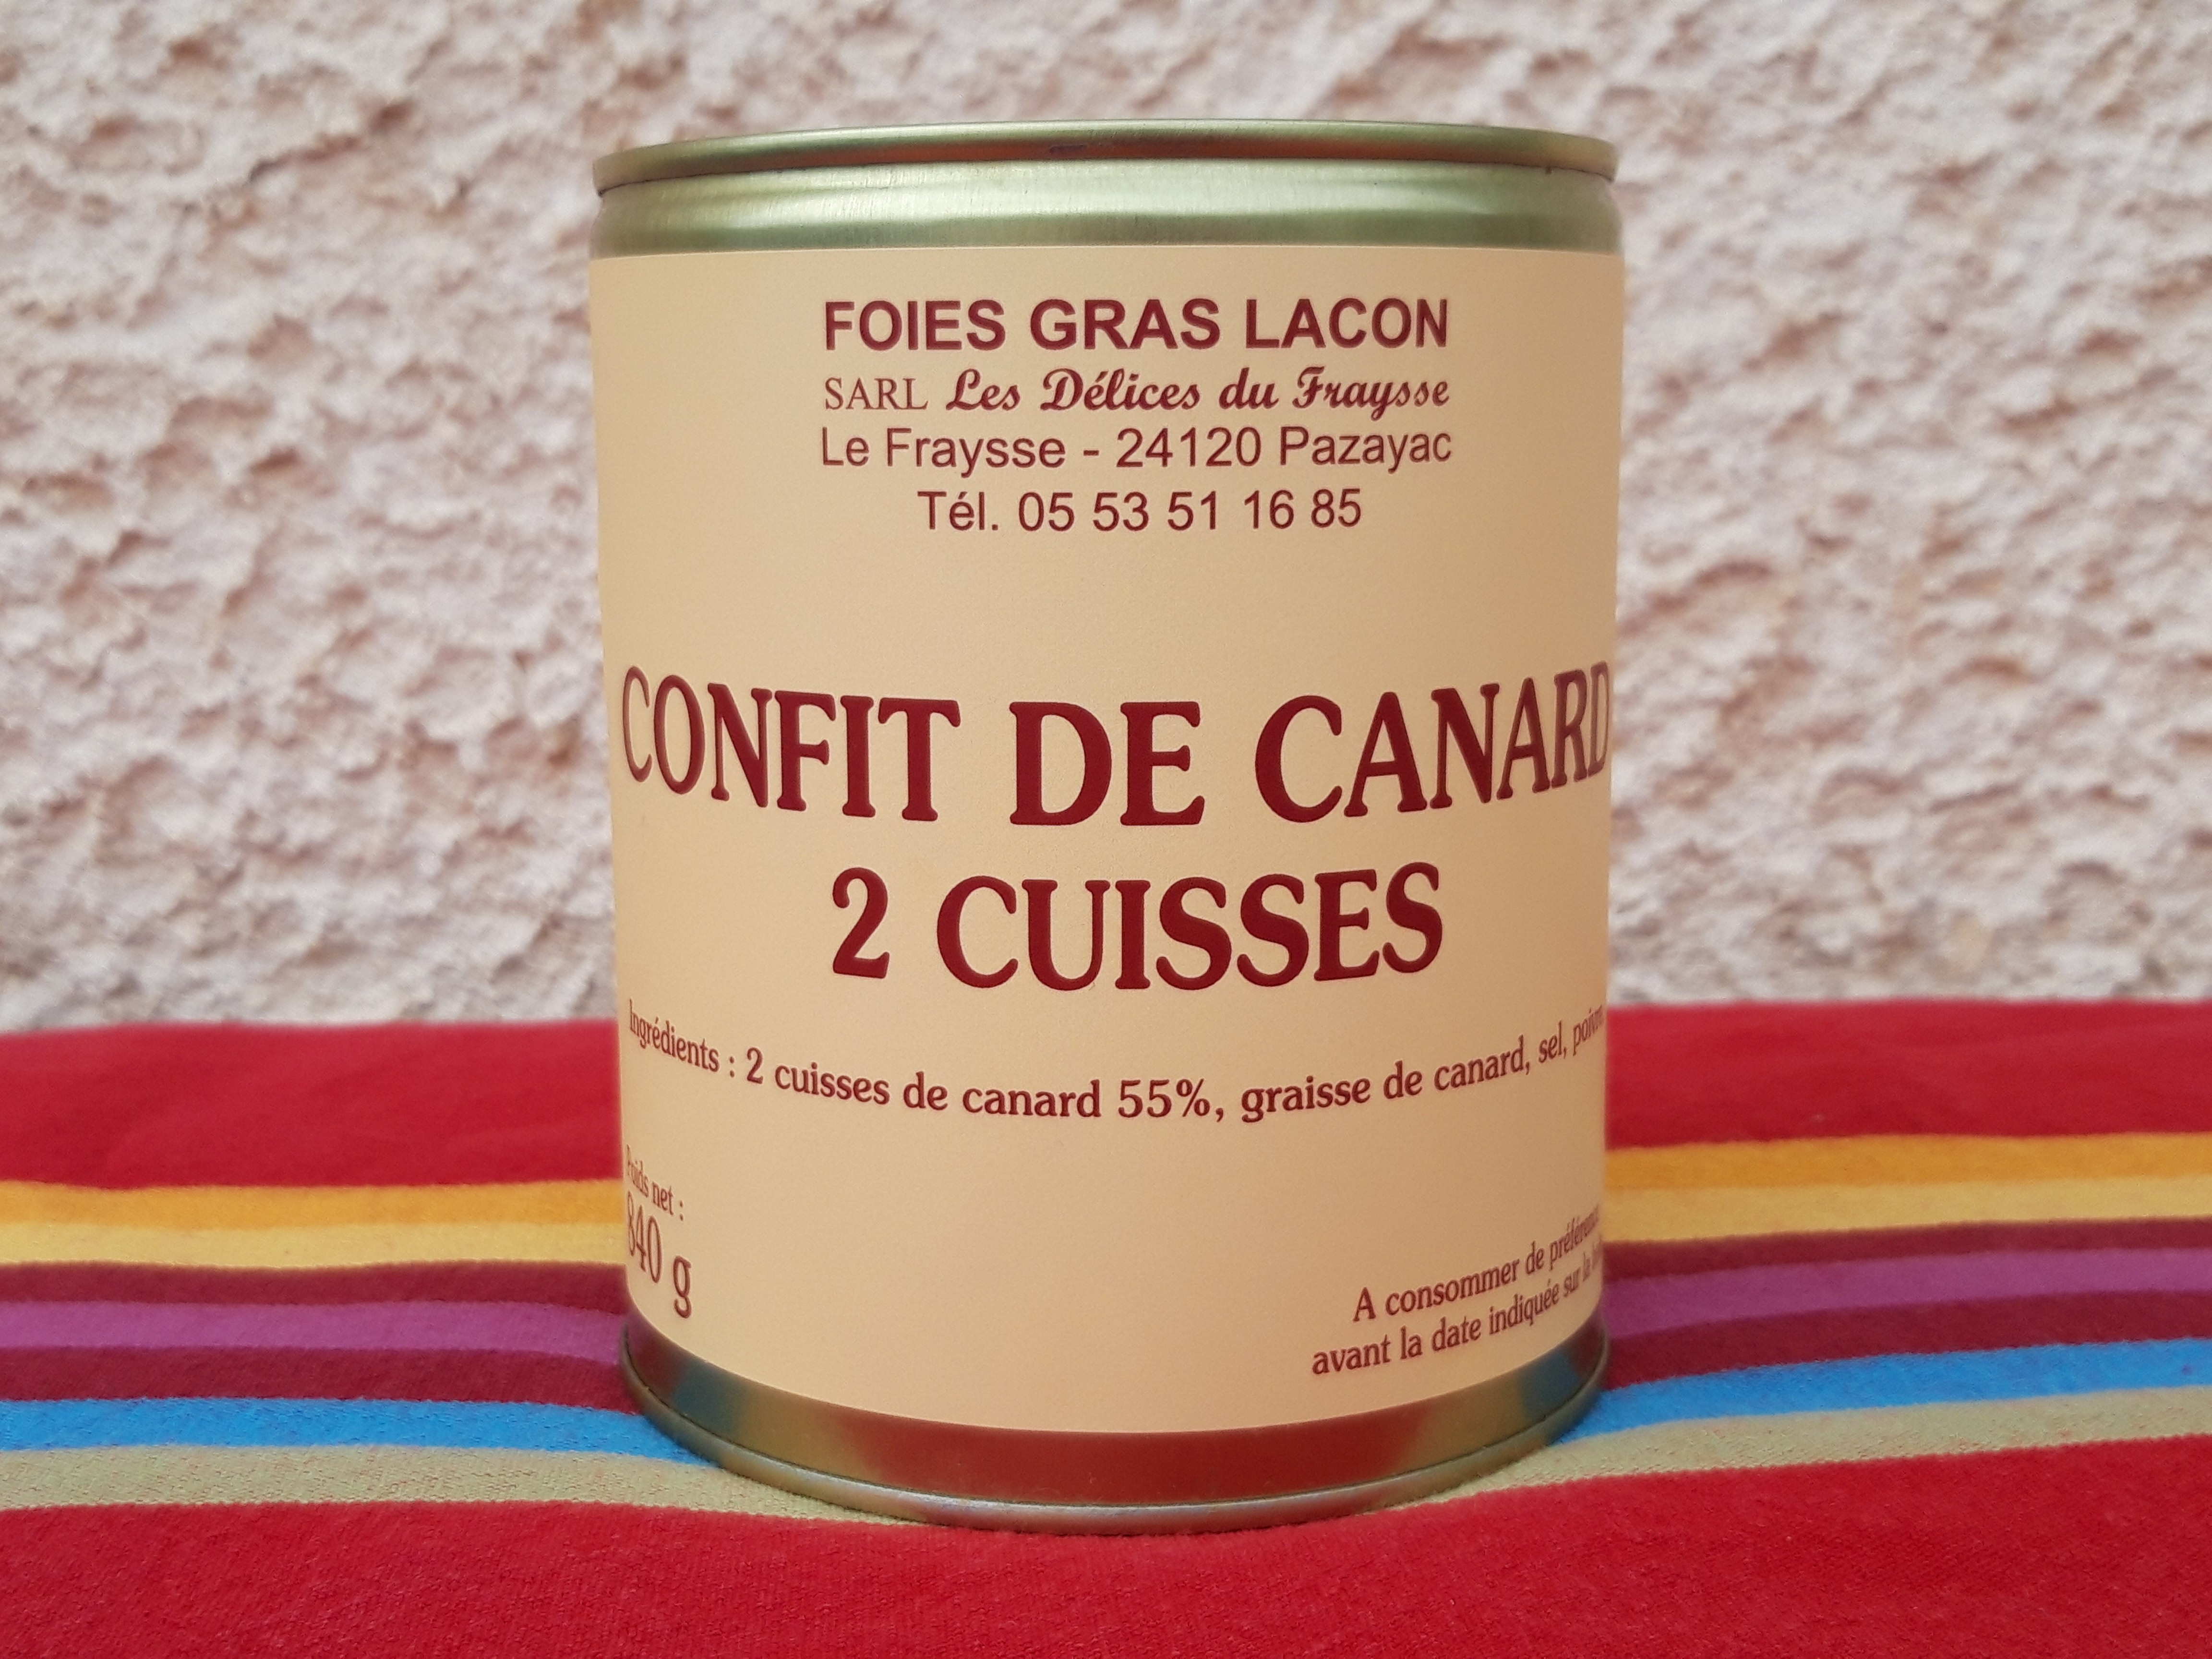 FOIES GRAS LACON
SARL Les Délices du Fraysse
Le Fraysse - 24120 Pazayac
Tél. 05 53 51 16 85
CONFIT DE CANARD
2 CUISSES
Ingrédients : 2 cuisses de canard 55%, graisse de canard, sel, poivre
Poids net :
840 g
A consommer de
avant la date indiquée sur la